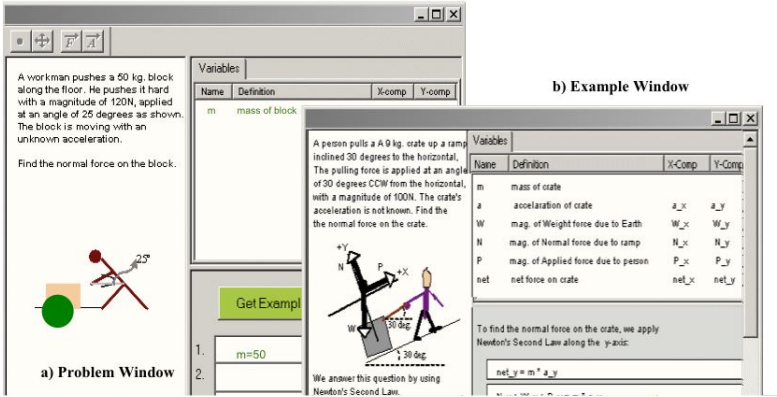 F A
A workman pushes a 50 kg. block
along the floor. He pushes it hard
with a magnitude of 120N, applied
at an angle of 25 degrees as shown.
The block is moving with an
unknown acceleration.
Find the normal force on the block.
25°
a) Problem Window
Variables
Name Definition X-comp Y-comp
m mass of block
Get Exampl
1. m=50
2.
b) Example Window
A person pulls a A 9 kg. crate up a ramp
inclined 30 degrees to the horizontal,
The pulling force is applied at an angle
of 30 degrees CCW from the horizontal,
with a magnitude of 100N. The crate's
acceleration is not known. Find the
the normal force on the crate.
+Y
N P +X
W
30 deg.
30 deg.
We answer this question by using
Newton's Second Law.
Variables
Name Definition X-Comp Y-Comp
m mass of crate
a accelaration of crate a_x a_y
W mag. of Weight force due to Earth W_x W_y
N mag. of Normal force due to ramp N_x N_y
P mag. of Applied force due to person P_x P_y
net net force on crate net_x net_y
To find the normal force on the crate, we apply
Newton's Second Law along the y-axis:
net_y = m * a_y